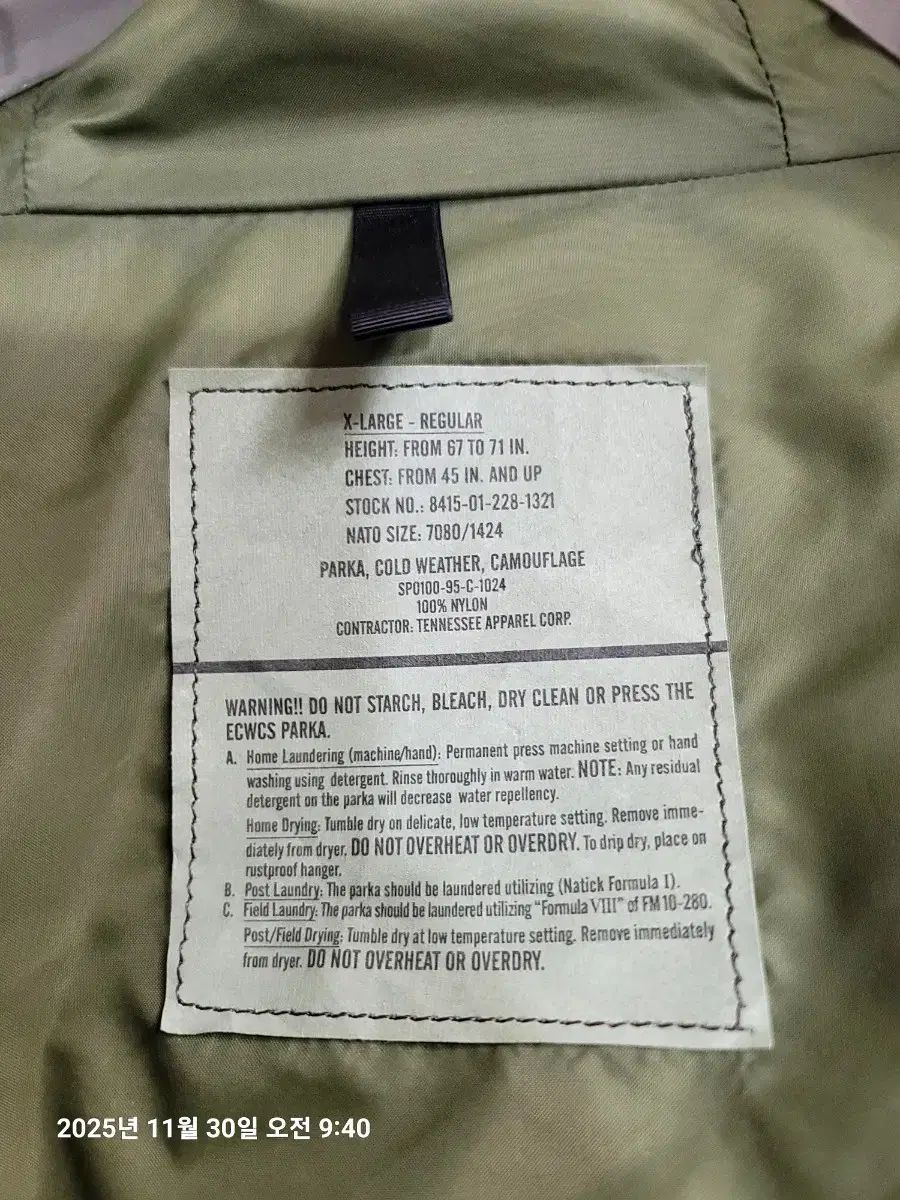 X-LARGE - REGULAR
HEIGHT: FROM 67 TO 71 IN.
CHEST: FROM 45 IN. AND UP
STOCK NO.: 8415-01-228-1321
NATO SIZE: 7080/1424
PARKA, COLD WEATHER, CAMOUFLAGE
SP0100-95-C-1024
100% NYLON
CONTRACTOR: TENNESSEE APPAREL CORP.
WARNING!! DO NOT STARCH, BLEACH, DRY CLEAN OR PRESS THE
ECWCS PARKA.
A. Home Laundering (machine/hand): Permanent press machine setting or hand
washing using detergent. Rinse thoroughly in warm water. NOTE: Any residual
detergent on the parka will decrease water repellency.
Home Drying: Tumble dry on delicate, low temperature setting. Remove imme-
diately from dryer. DO NOT OVERHEAT OR OVERDRY. To drip dry, place on
rustproof hanger.
B. Post Laundry: The parka should be laundered utilizing (Natick Formula I).
C. Field Laundry: The parka should be laundered utilizing "Formula VIII" of FM 10-280.
Post/Field Drying: Tumble dry at low temperature setting. Remove immediately
from dryer. DO NOT OVERHEAT OR OVERDRY.
2025년 11월 30일 오전 9:40